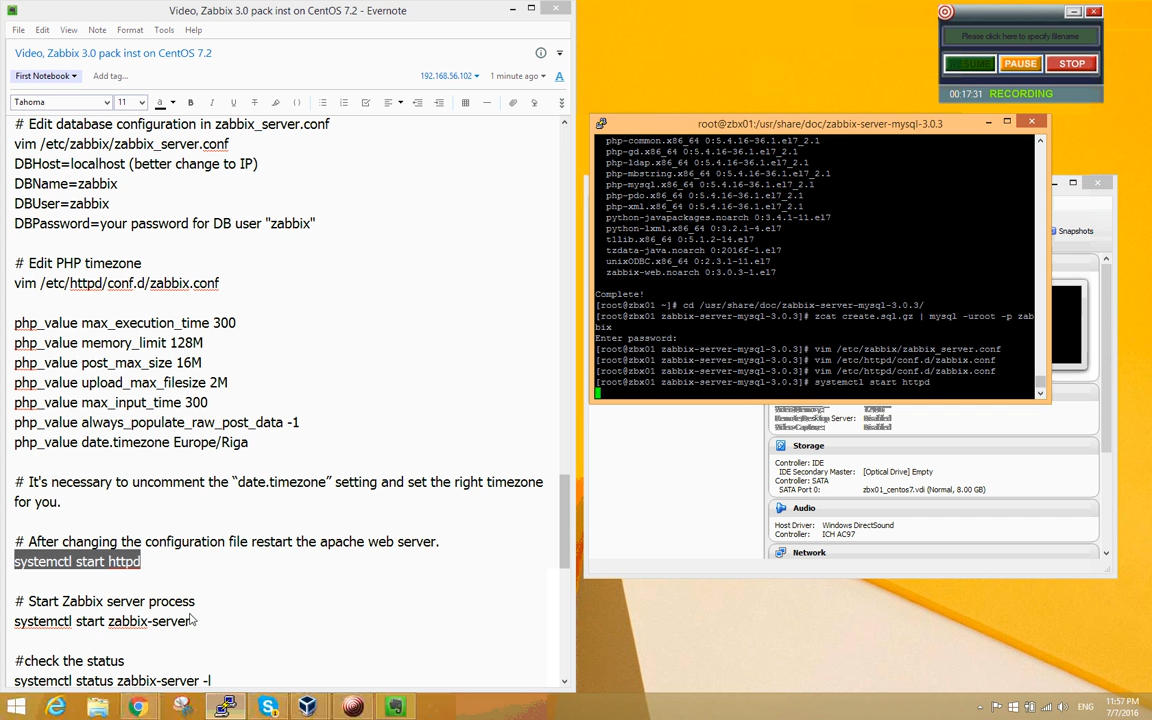 Video, Zabbix 3.0 pack inst on CentOS 7.2 - Evernote
File Edit View Note Format Tools Help
Video, Zabbix 3.0 pack inst on CentOS 7.2
First Notebook Add tag... 192.168.56.102 1 minute ago
Tahoma 11
# Edit database configuration in zabbix_server.conf
vim /etc/zabbix/zabbix_server.conf
DBHost=localhost (better change to IP)
DBName=zabbix
DBUser=zabbix
DBPassword=your password for DB user "zabbix"
# Edit PHP timezone
vim /etc/httpd/conf.d/zabbix.conf
php_value max_execution_time 300
php_value memory_limit 128M
php_value post_max_size 16M
php_value upload_max_filesize 2M
php_value max_input_time 300
php_value always_populate_raw_post_data -1
php_value date.timezone Europe/Riga
# It's necessary to uncomment the “date.timezone” setting and set the right timezone
for you.
# After changing the configuration file restart the apache web server.
systemctl start httpd
# Start Zabbix server process
systemctl start zabbix-server
#check the status
systemctl status zabbix-server -l
Please click here to specify filename
RESUME PAUSE STOP
00:17:31 RECORDING
root@zbx01:/usr/share/doc/zabbix-server-mysql-3.0.3
php-common.x86_64 0:5.4.16-36.1.el7_2.1
php-gd.x86_64 0:5.4.16-36.1.el7_2.1
php-ldap.x86_64 0:5.4.16-36.1.el7_2.1
php-mbstring.x86_64 0:5.4.16-36.1.el7_2.1
php-mysql.x86_64 0:5.4.16-36.1.el7_2.1
php-pdo.x86_64 0:5.4.16-36.1.el7_2.1
php-xml.x86_64 0:5.4.16-36.1.el7_2.1
python-javapackages.noarch 0:3.4.1-11.el7
python-lxml.x86_64 0:3.2.1-4.el7
t1lib.x86_64 0:5.1.2-14.el7
tzdata-java.noarch 0:2016f-1.el7
unixODBC.x86_64 0:2.3.1-11.el7
zabbix-web.noarch 0:3.0.3-1.el7
Complete!
[root@zbx01 ~]# cd /usr/share/doc/zabbix-server-mysql-3.0.3/
[root@zbx01 zabbix-server-mysql-3.0.3]# zcat create.sql.gz | mysql -uroot -p zab
bix
Enter password:
[root@zbx01 zabbix-server-mysql-3.0.3]# vim /etc/zabbix/zabbix_server.conf
[root@zbx01 zabbix-server-mysql-3.0.3]# vim /etc/httpd/conf.d/zabbix.conf
[root@zbx01 zabbix-server-mysql-3.0.3]# vim /etc/httpd/conf.d/zabbix.conf
[root@zbx01 zabbix-server-mysql-3.0.3]# systemctl start httpd
Snapshots
Remote Desktop Server: Disabled
Video Capture: Disabled
Storage
Controller: IDE
IDE Secondary Master: [Optical Drive] Empty
Controller: SATA
SATA Port 0: zbx01_centos7.vdi (Normal, 8.00 GB)
Audio
Host Driver: Windows DirectSound
Controller: ICH AC97
Network
ENG
11:57 PM
7/7/2016